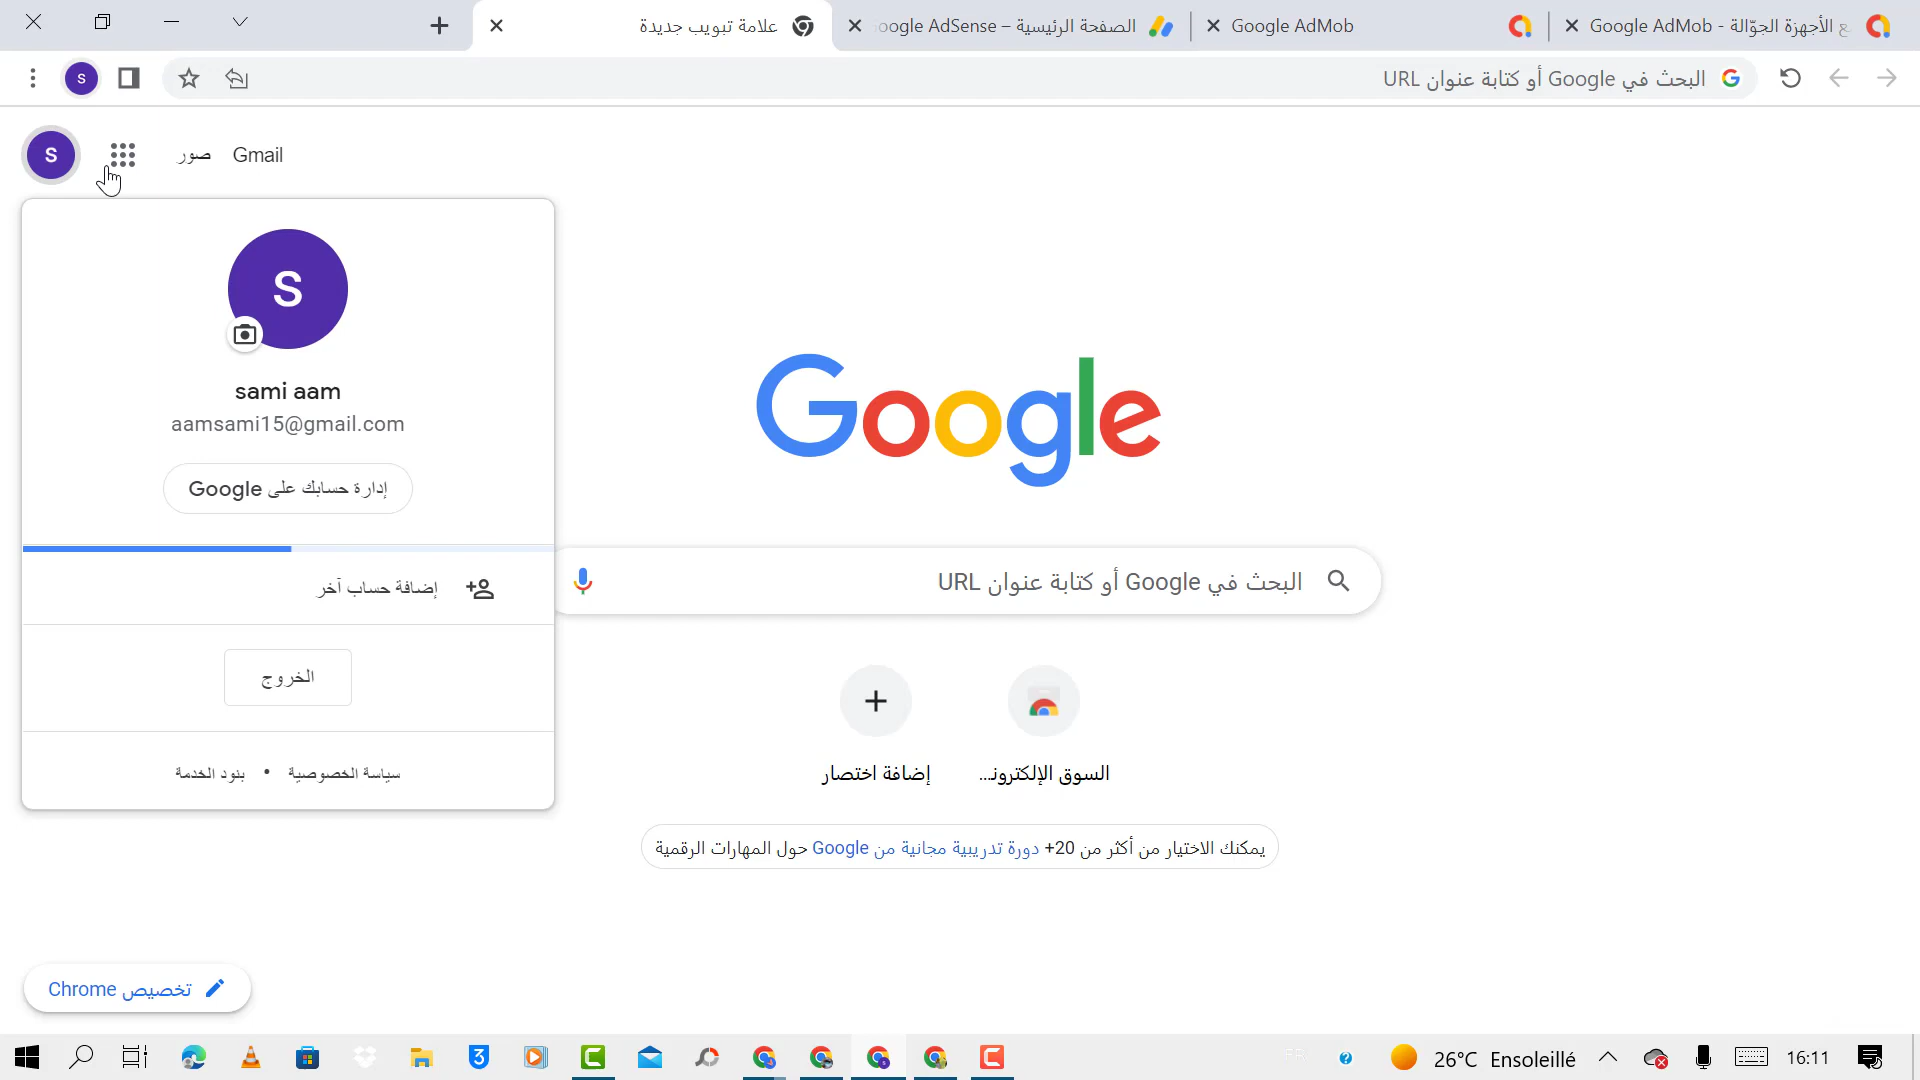 Google AdMob - ع الأجهزة الجوّالة
Google AdMob
oogle AdSense – الصفحة الرئيسية
علامة تبويب جديدة
البحث في Google أو كتابة عنوان URL
S
S
صور
Gmail
S
sami aam
aamsami15@gmail.com
إدارة حسابك على Google
إضافة حساب آخر
الخروج
سياسة الخصوصية • بنود الخدمة
Google
البحث في Google أو كتابة عنوان URL
السوق الإلكترونـ...
إضافة اختصار
يمكنك الاختيار من أكثر من 20+ دورة تدريبية مجانية من Google حول المهارات الرقمية
تخصيص Chrome
26°C Ensoleillé
16:11